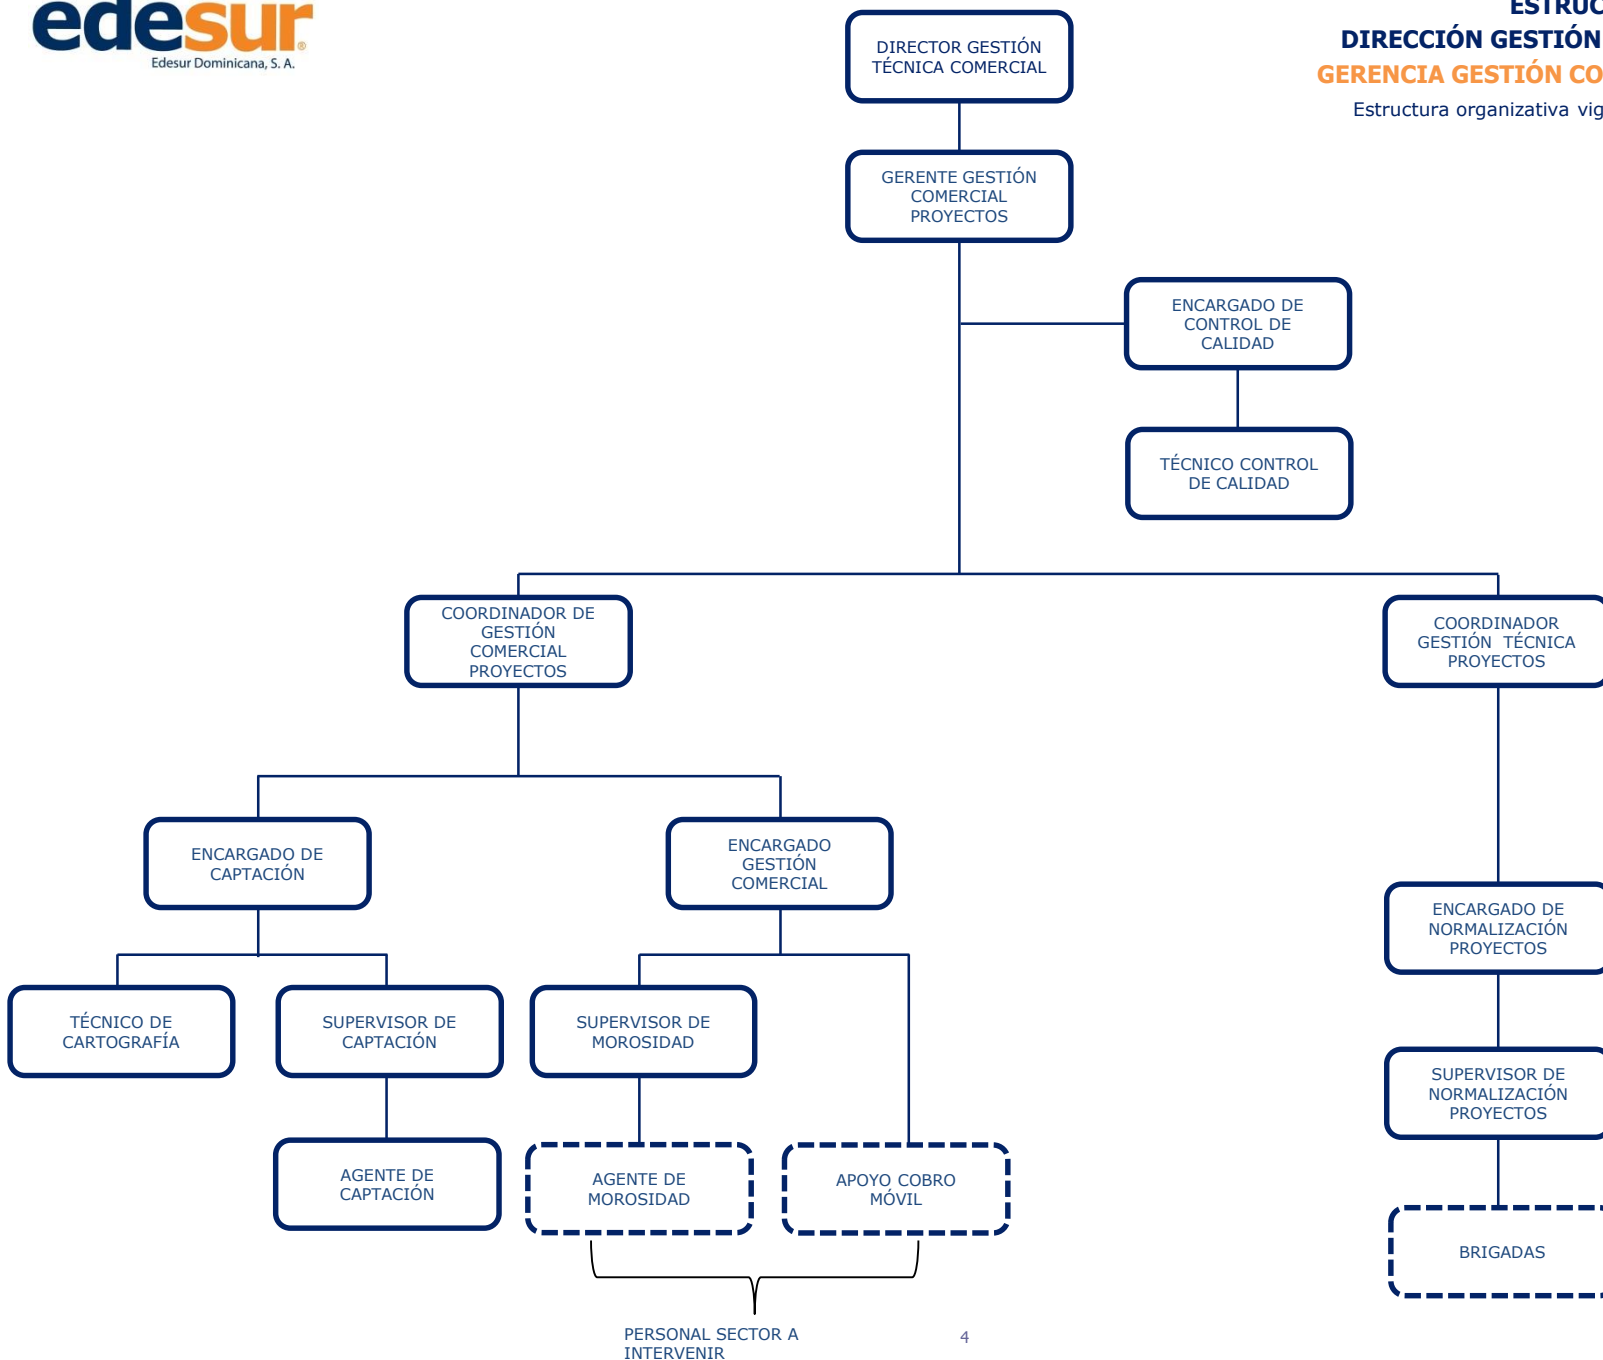 edesur
Edesur Dominicana, S. A.
DIRECCIÓN GESTIÓN
GERENCIA GESTIÓN
Estructura organizativa
DIRECTOR GESTIÓN
TÉCNICA COMERCIAL
GERENTE GESTIÓN
COMERCIAL
PROYECTOS
ENCARGADO DE
CONTROL DE
CALIDAD
TÉCNICO CONTROL
DE CALIDAD
COORDINADOR DE
GESTIÓN
COMERCIAL
PROYECTOS
COORDINADOR
GESTIÓN TÉCNICA
PROYECTOS
ENCARGADO DE
CAPTACIÓN
ENCARGADO
GESTIÓN
COMERCIAL
ENCARGADO DE
NORMALIZACIÓN
PROYECTOS
TÉCNICO DE
CARTOGRAFÍA
SUPERVISOR DE
CAPTACIÓN
SUPERVISOR DE
MOROSIDAD
SUPERVISOR DE
NORMALIZACIÓN
PROYECTOS
AGENTE DE
CAPTACIÓN
AGENTE DE
MOROSIDAD
APOYO COBRO
MÓVIL
BRIGADAS
PERSONAL SECTOR A
INTERVENIR
4